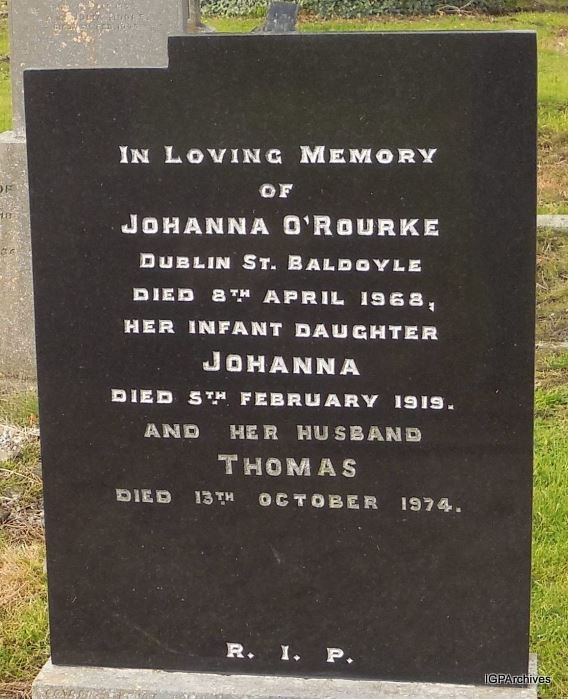 In Loving Memory
of
Johanna O'Rourke
Dublin St. Baldoyle
died 8th April 1968,
her infant daughter
Johanna
died 5th February 1919.
and her husband
Thomas
died 13th October 1974.
R. I. P.
IGPArchives